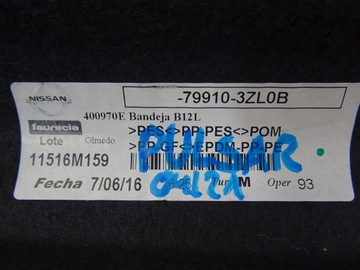 NISSAN
-79910-3ZL0B
400970E Bandeja B12L
faurecia
>PES<>PP-PES<>POM
Lote Olmedo
>PP-GF<>EPDM-PP-PE
11516M159
PULSAR
Fecha 7/06/16 M Oper 93